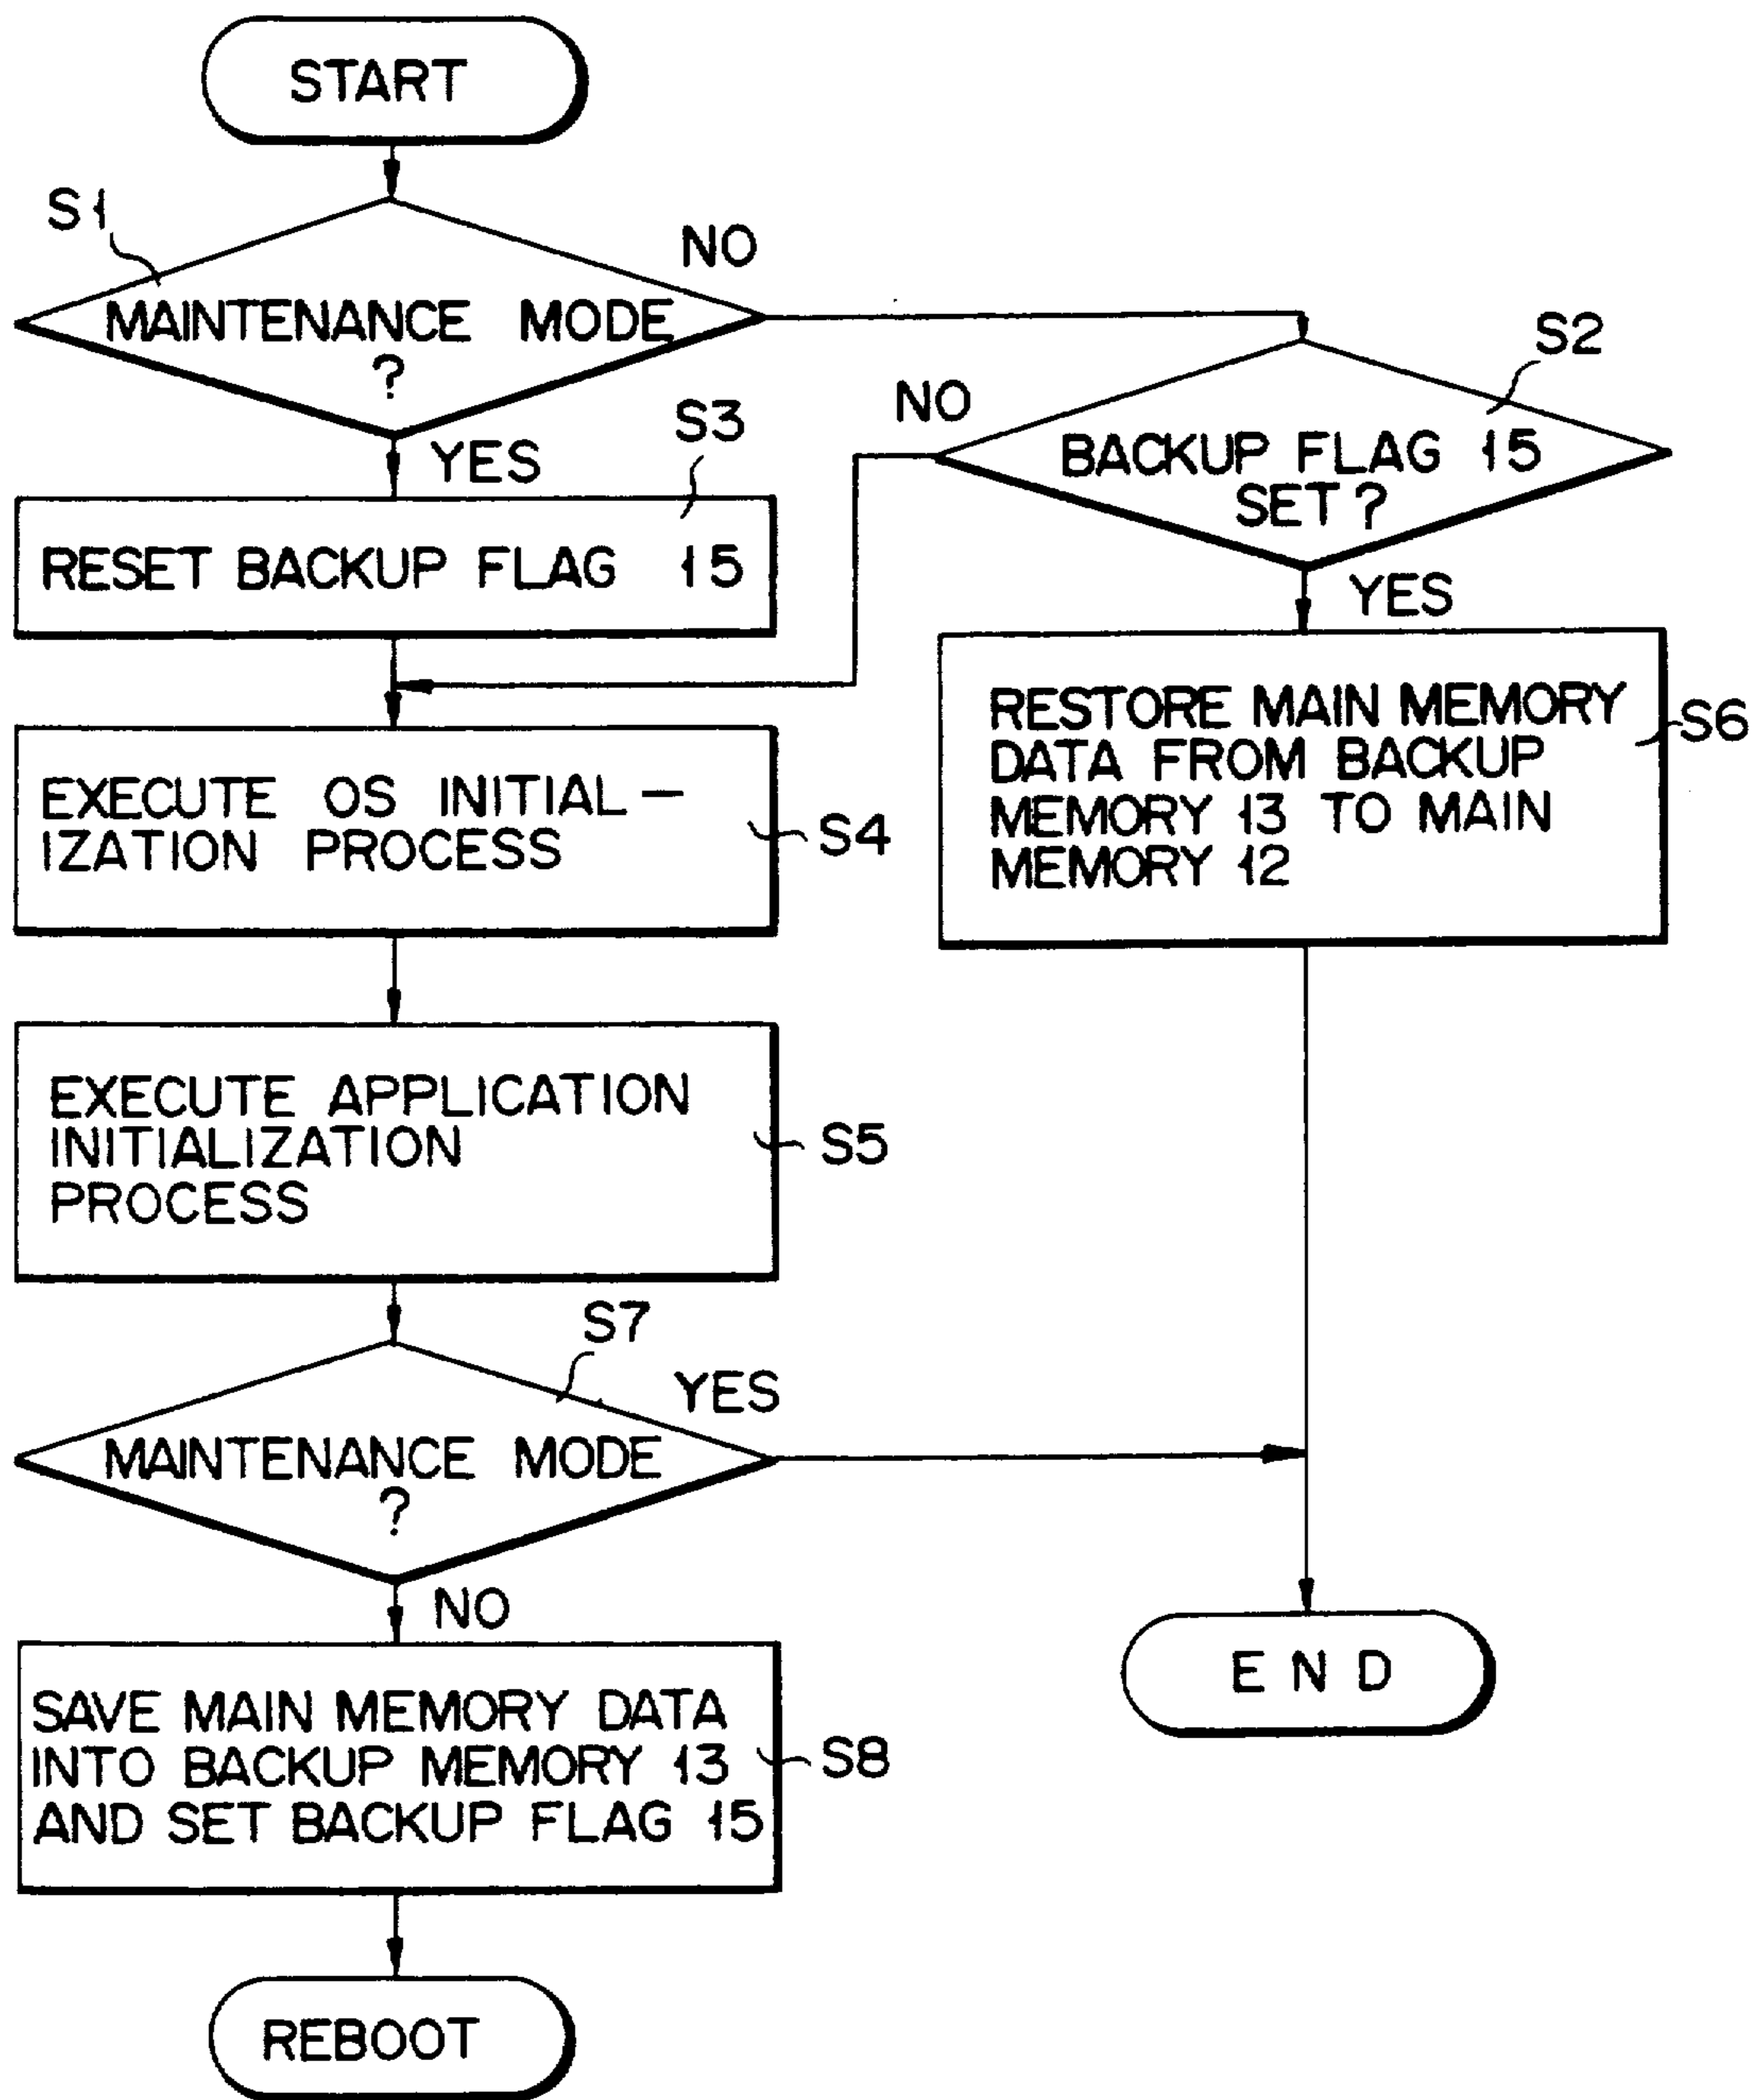 START
S1
NO
MAINTENANCE MODE
?
YES
S2
NO
BACKUP FLAG 15
SET?
YES
S3
RESET BACKUP FLAG 15
RESTORE MAIN MEMORY
DATA FROM BACKUP
MEMORY 13 TO MAIN
MEMORY 12
S6
EXECUTE OS INITIAL-
IZATION PROCESS
S4
EXECUTE APPLICATION
INITIALIZATION
PROCESS
S5
S7
YES
MAINTENANCE MODE
?
NO
SAVE MAIN MEMORY DATA
INTO BACKUP MEMORY 13
AND SET BACKUP FLAG 15
S8
END
REBOOT